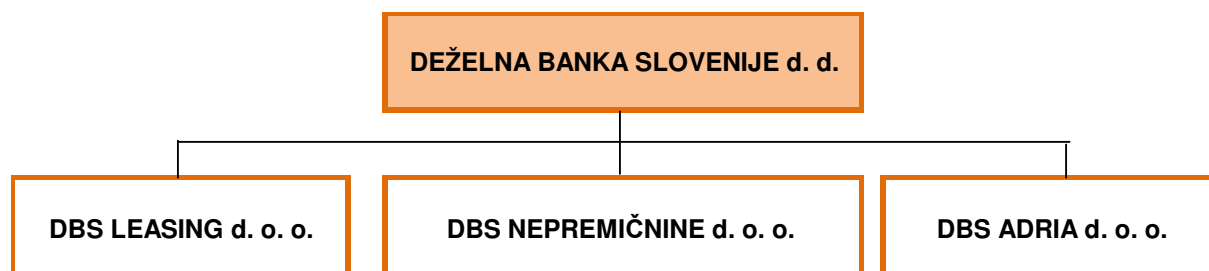 DEŽELNA BANKA SLOVENIJE d. d.
DBS LEASING d. o. o.
DBS NEPREMIČNINE d. o. o.
DBS ADRIA d. o. o.